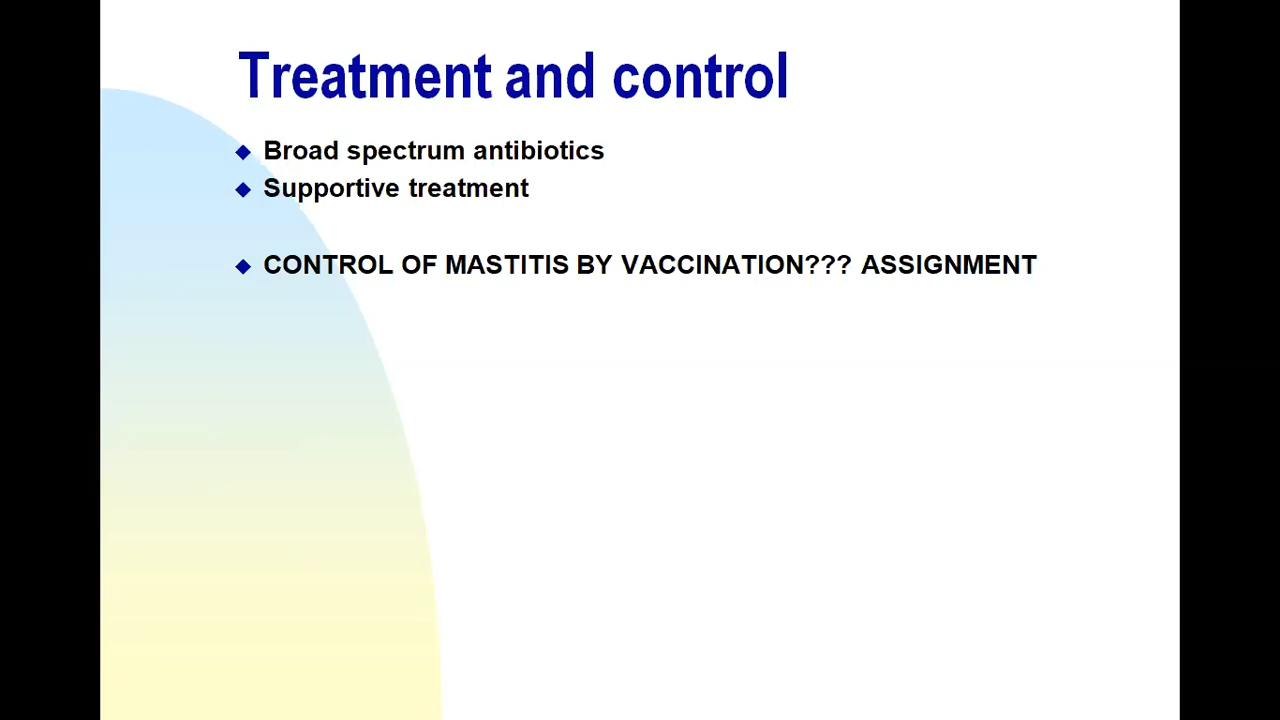 Treatment and control
Broad spectrum antibiotics
Supportive treatment
CONTROL OF MASTITIS BY VACCINATION??? ASSIGNMENT